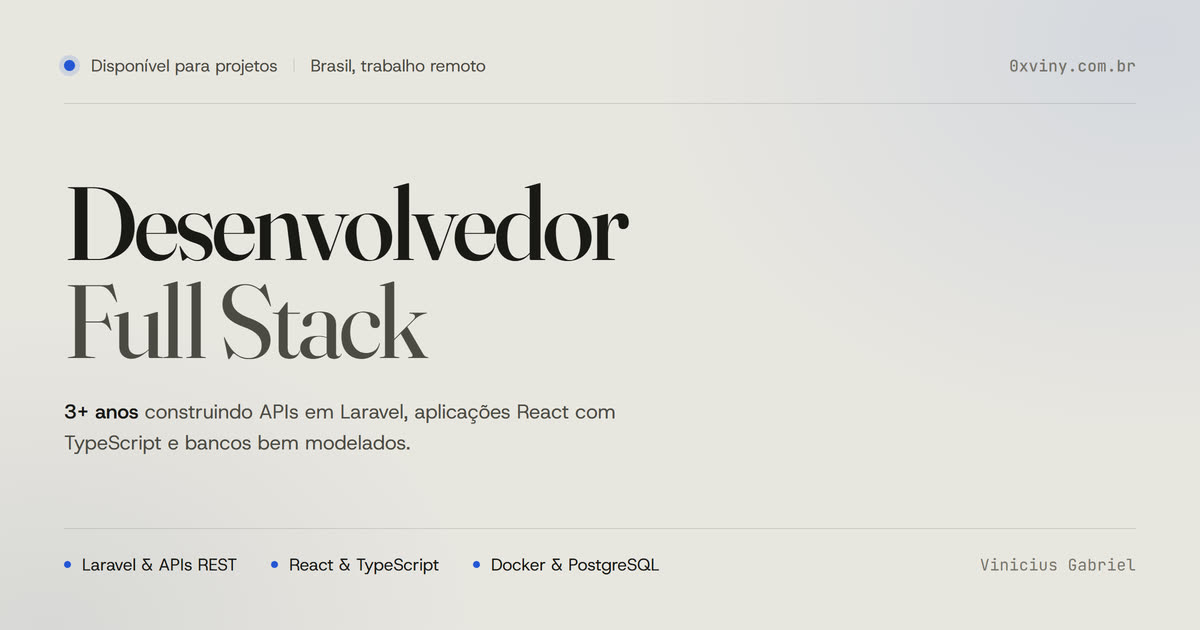 Disponível para projetos | Brasil, trabalho remoto
0xviny.com.br
Desenvolvedor
Full Stack
3+ anos construindo APIs em Laravel, aplicações React com
TypeScript e bancos bem modelados.
Laravel & APIs REST
React & TypeScript
Docker & PostgreSQL
Vinicius Gabriel